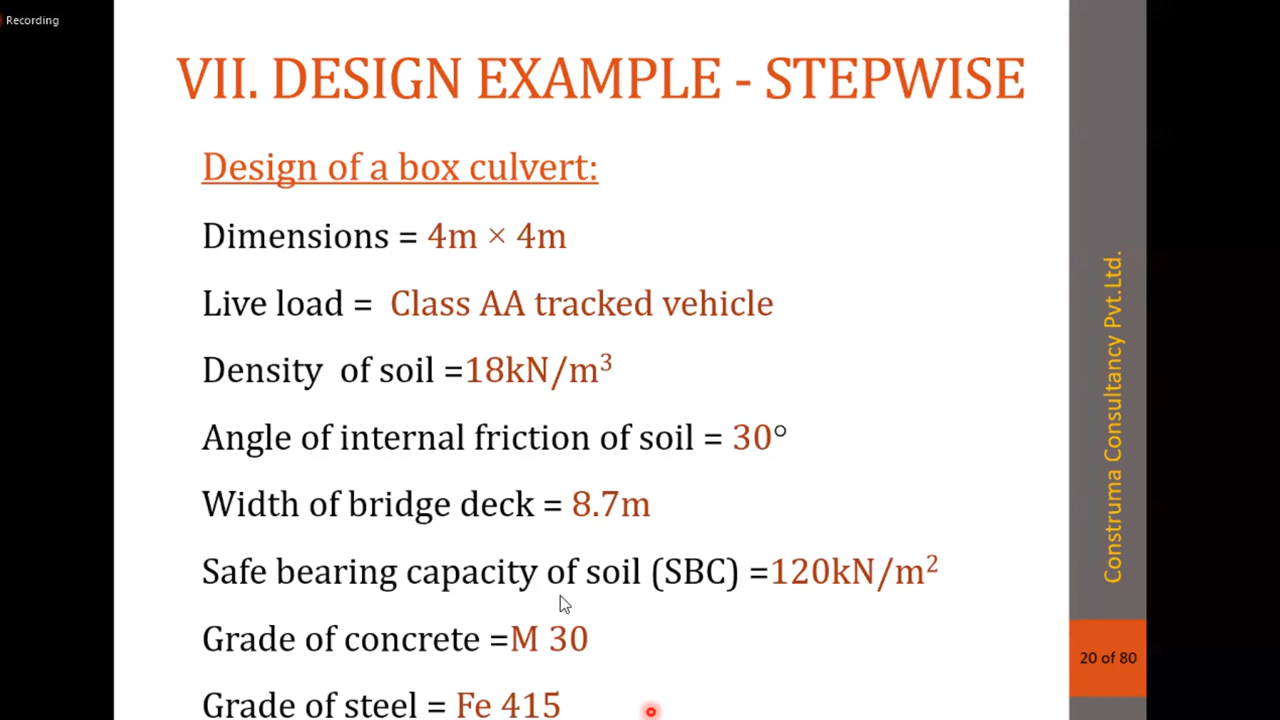 Recording
VII. DESIGN EXAMPLE - STEPWISE
Design of a box culvert:
Dimensions = 4m × 4m
Live load = Class AA tracked vehicle
Density of soil =18kN/m³
Angle of internal friction of soil = 30°
Width of bridge deck = 8.7m
Safe bearing capacity of soil (SBC) =120kN/m²
Grade of concrete =M 30
Grade of steel = Fe 415
Construma Consultancy Pvt.Ltd.
20 of 80